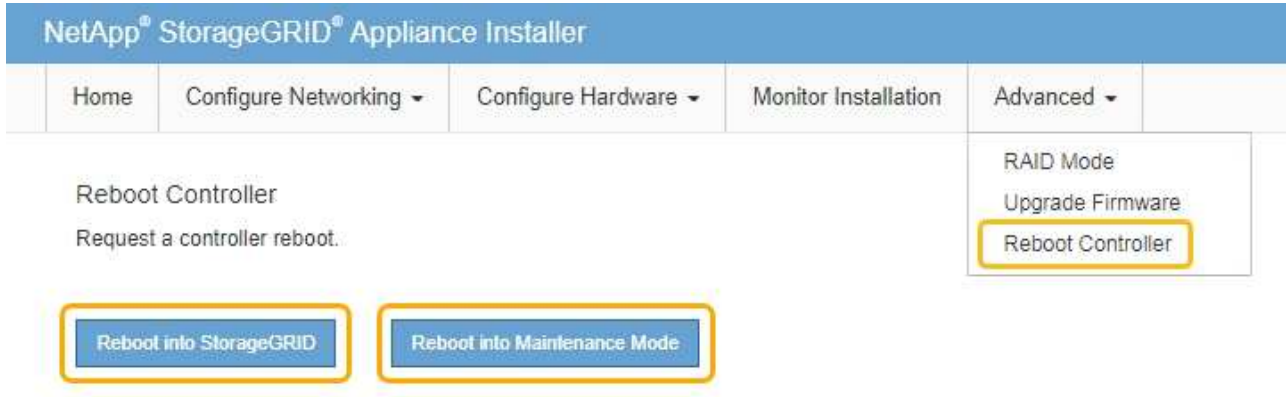 NetApp® StorageGRID® Appliance Installer
Home
Configure Networking
Configure Hardware
Monitor Installation
Advanced
RAID Mode
Upgrade Firmware
Reboot Controller
Reboot Controller
Request a controller reboot.
Reboot into StorageGRID
Reboot into Maintenance Mode